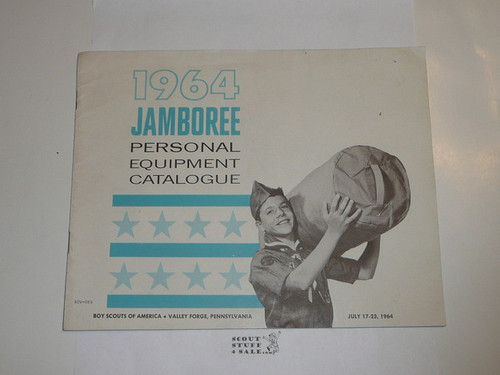 1964
JAMBOREE
PERSONAL
EQUIPMENT
CATALOGUE
BOY SCOUTS OF AMERICA • VALLEY FORGE, PENNSYLVANIA
JULY 17-23, 1964
SCOUT
STUFF
4 SALE